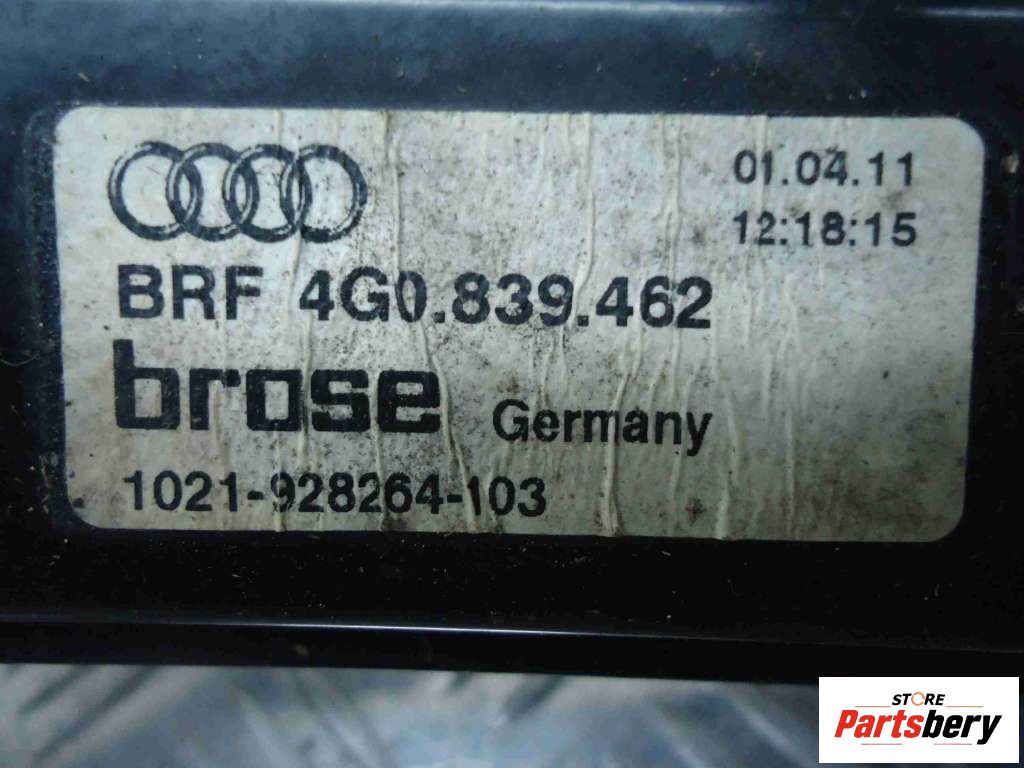 01.04.11
12:18:15
BRF 4G0.839.462
brose Germany
1021-928264-103
STORE
Partsbery